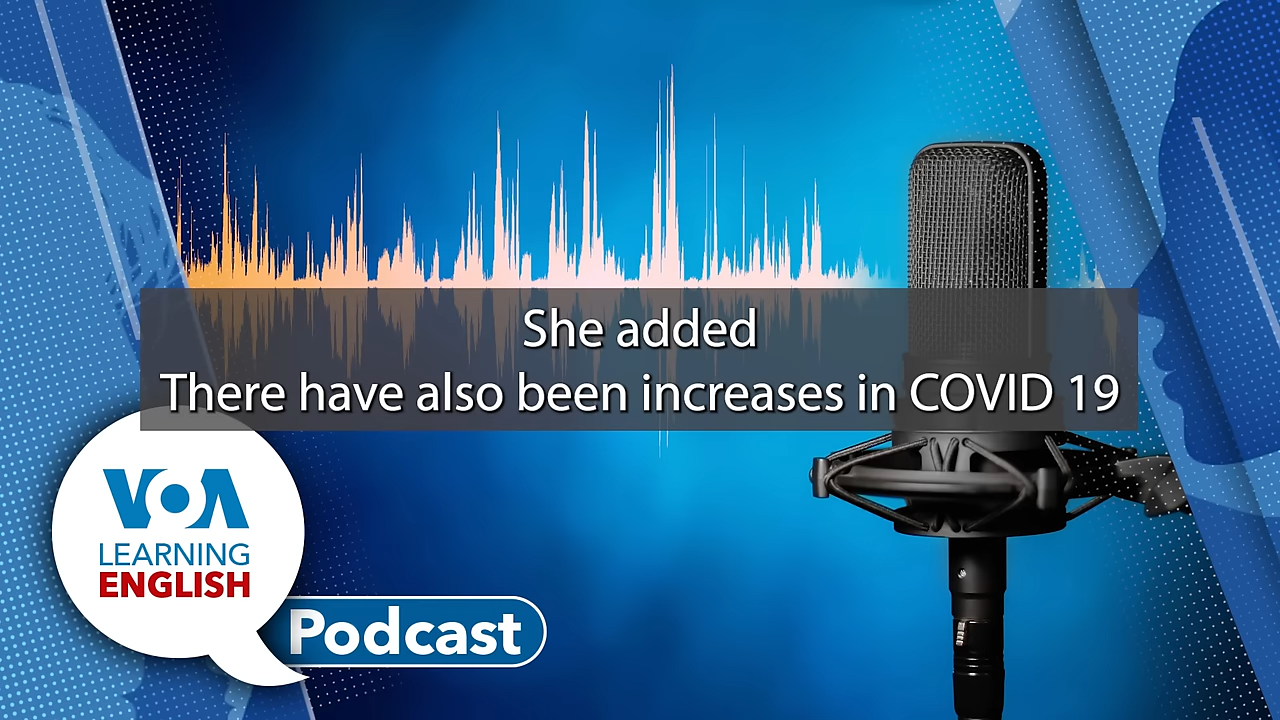 She added
There have also been increases in COVID 19
VOA
LEARNING
ENGLISH
Podcast